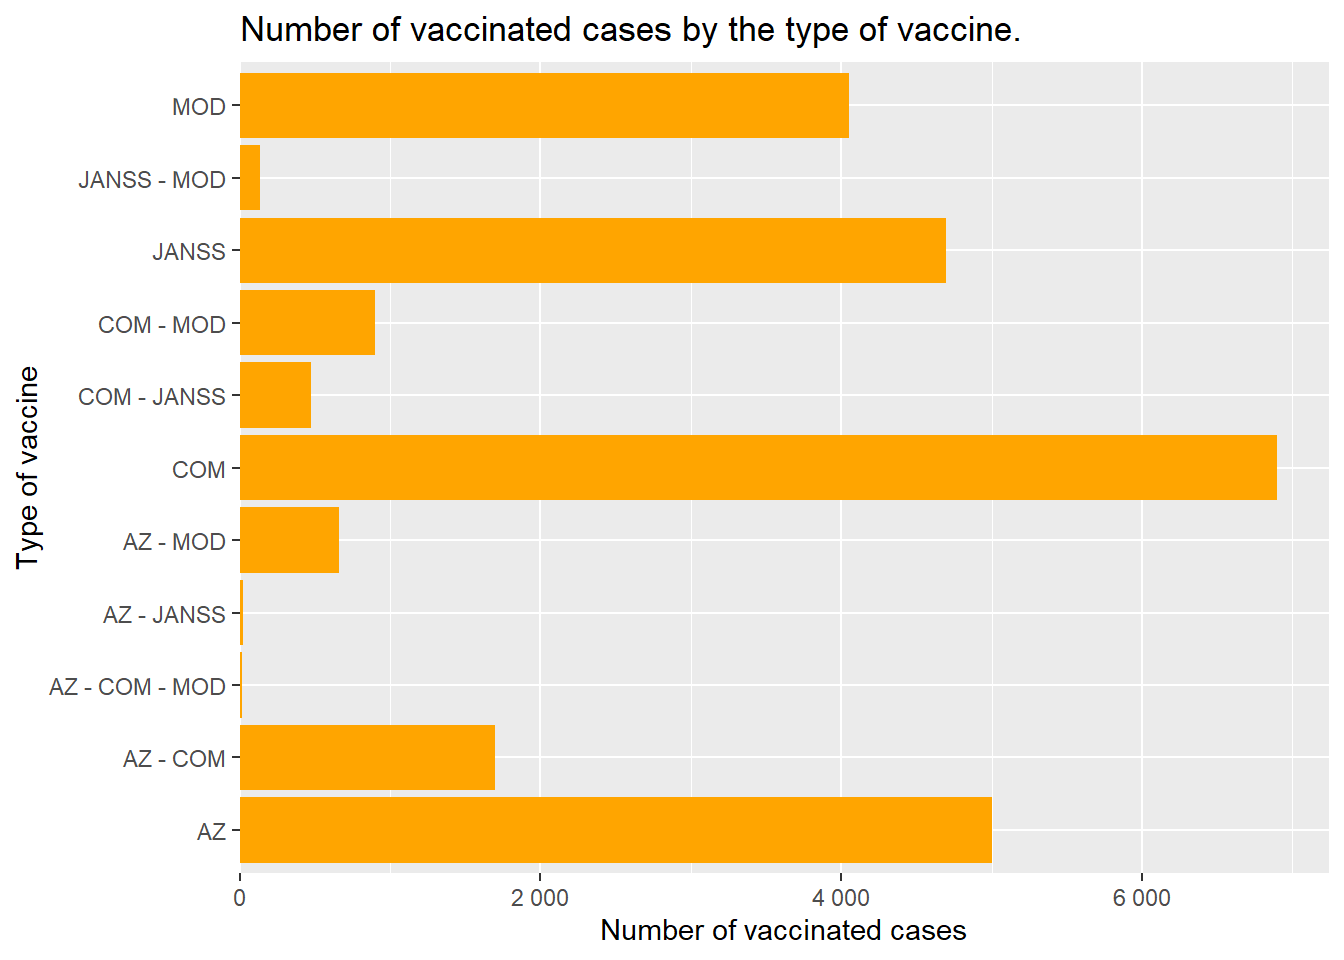 Number of vaccinated cases by the type of vaccine.
Type of vaccine
MOD
JANSS - MOD
JANSS
COM - MOD
COM - JANSS
COM
AZ - MOD
AZ - JANSS
AZ - COM - MOD
AZ - COM
AZ
0 2 000 4 000 6 000
Number of vaccinated cases